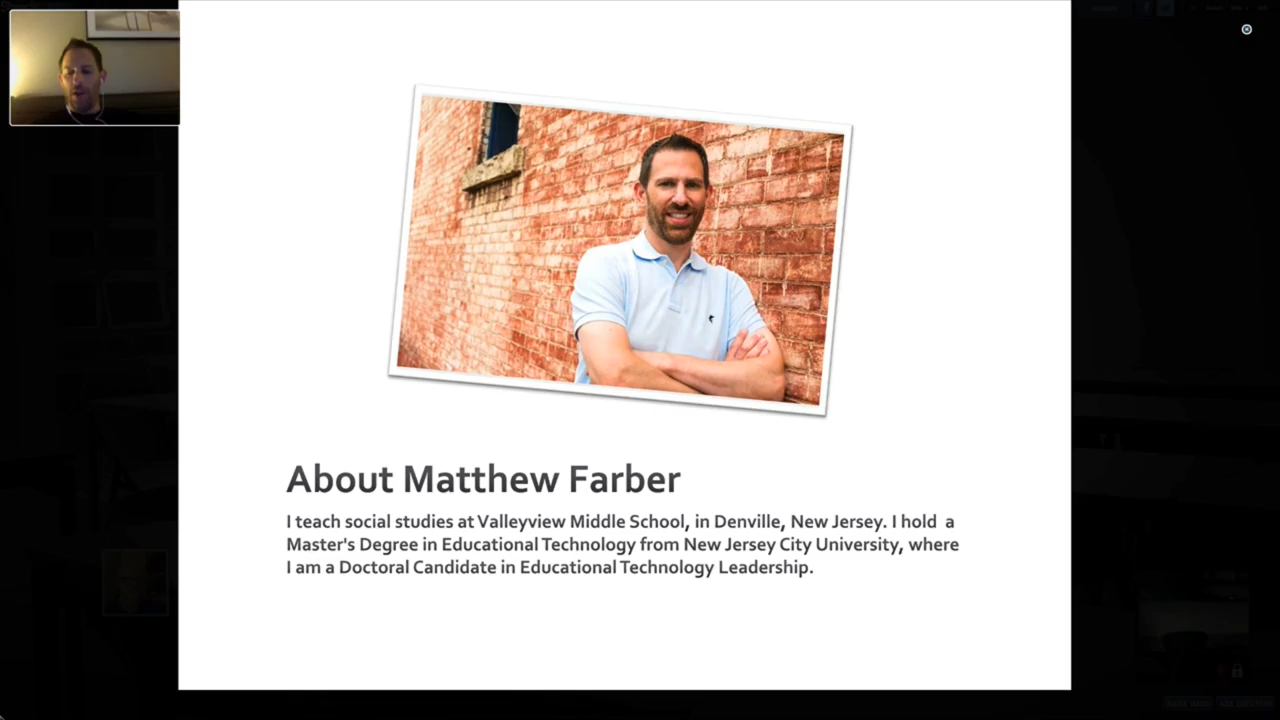 About Matthew Farber
I teach social studies at Valleyview Middle School, in Denville, New Jersey. I hold  a
Master's Degree in Educational Technology from New Jersey City University, where
I am a Doctoral Candidate in Educational Technology Leadership.